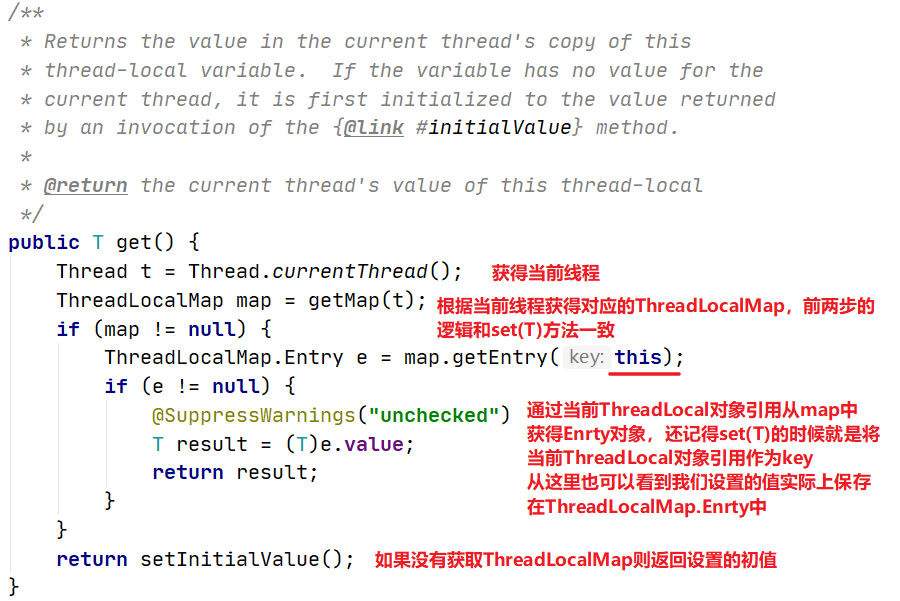 /**
* Returns the value in the current thread's copy of this
* thread-local variable.  If the variable has no value for the
* current thread, it is first initialized to the value returned
* by an invocation of the {@link #initialValue} method.
*
* @return the current thread's value of this thread-local
*/
public T get() {
Thread t = Thread.currentThread(); 获得当前线程
ThreadLocalMap map = getMap(t); 根据当前线程获得对应的ThreadLocalMap，前两步的
if (map != null) { 逻辑和set(T)方法一致
ThreadLocalMap.Entry e = map.getEntry( key: this);
if (e != null) {
@SuppressWarnings("unchecked") 通过当前ThreadLocal对象引用从map中
获得Enrty对象，还记得set(T)的时候就是将
T result = (T)e.value; 当前ThreadLocal对象引用作为key
return result; 从这里也可以看到我们设置的值实际上保存
} 在ThreadLocalMap.Enrty中
}
return setInitialValue(); 如果没有获取ThreadLocalMap则返回设置的初值
}